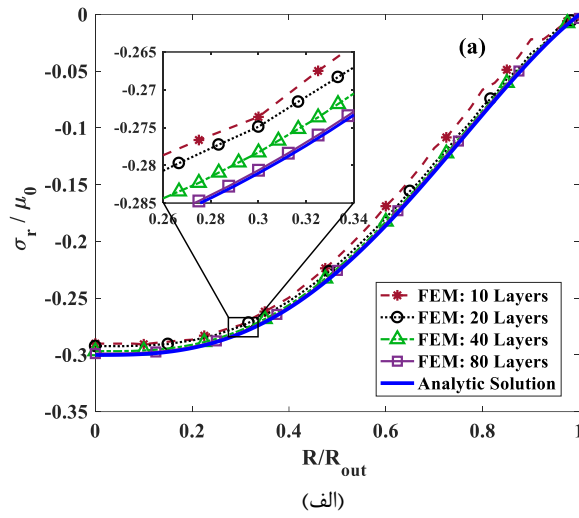 (a)
0
-0.05
-0.1
-0.15
-0.2
-0.25
-0.3
-0.35
σr / μ0
-0.265
-0.27
-0.275
-0.28
-0.285
0.26 0.28 0.3 0.32 0.34
FEM: 10 Layers
FEM: 20 Layers
FEM: 40 Layers
FEM: 80 Layers
Analytic Solution
0 0.2 0.4 0.6 0.8 1
R/Rout
(الف)